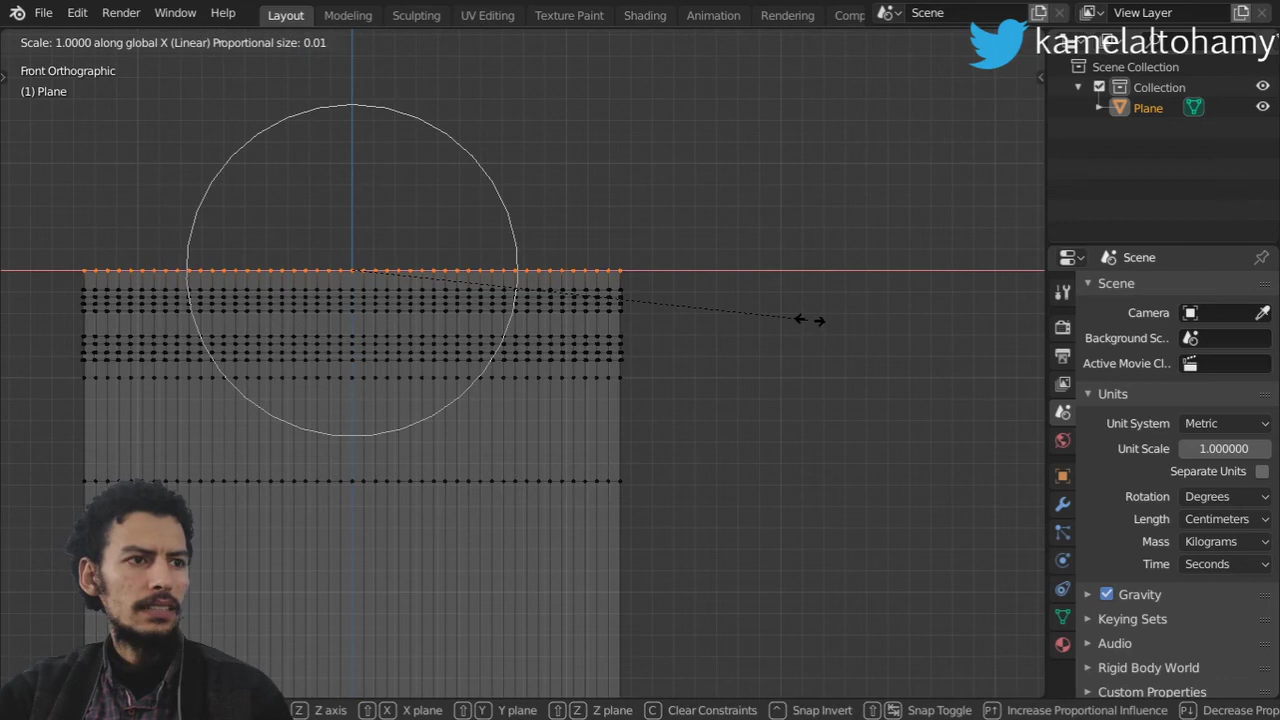 File Edit Render Window Help Layout Modeling Sculpting UV Editing Texture Paint Shading Animation Rendering Scene View Layer
kamelaltohamy
Scale: 1.0000 along global X (Linear) Proportional size: 0.01
Front Orthographic
(1) Plane
Scene Collection
Collection
Plane
Scene
Scene
Camera
Background Sc..
Active Movie Cl..
Units
Unit System Metric
Unit Scale 1.000000
Separate Units
Rotation Degrees
Length Centimeters
Mass Kilograms
Time Seconds
Gravity
Keying Sets
Audio
Rigid Body World
Custom Properties
Z Z axis X X plane Y Y plane Z Z plane C Clear Constraints ^ Snap Invert Snap Toggle P↑ Increase Proportional Influence P↓ Decrease Prop